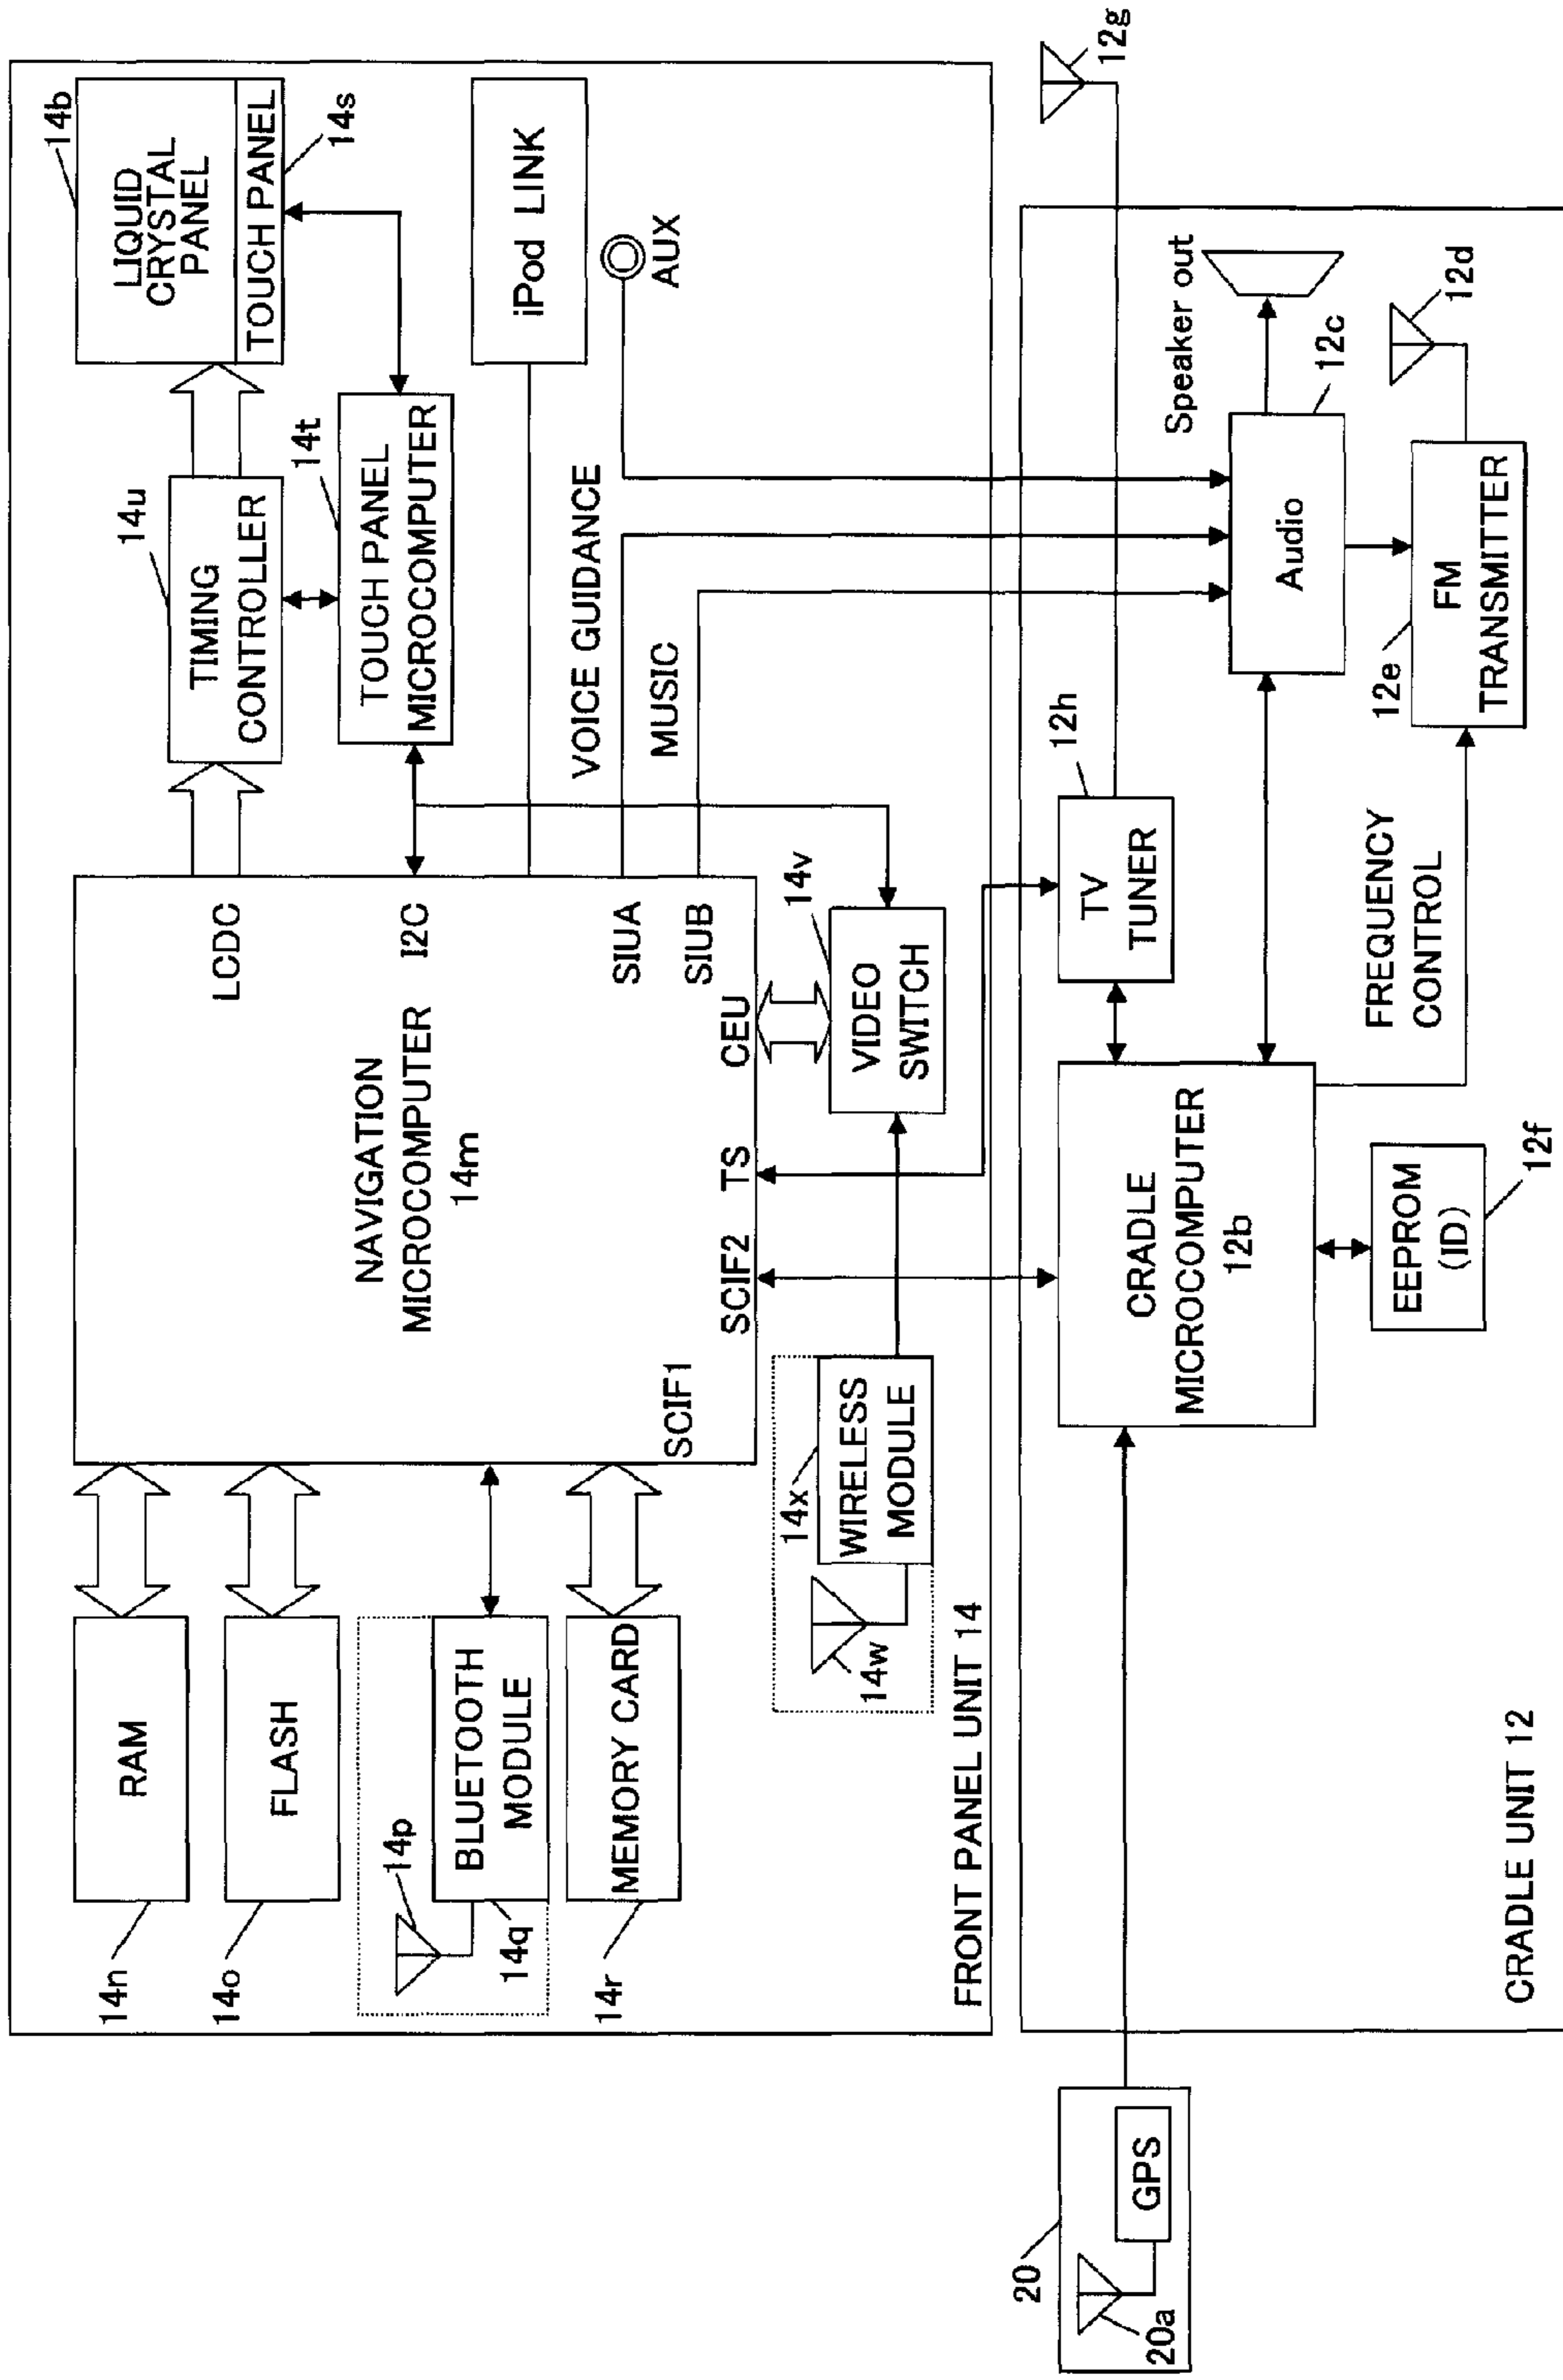 14n
RAM
14o
FLASH
14p
BLUETOOTH
MODULE
14q
14r
MEMORY CARD
NAVIGATION
MICROCOMPUTER
14m
LCDC
I2C
SIUA
SIUB
CEU
TS
SCIF2
SCIF1
14u
TIMING
CONTROLLER
14b
LIQUID
CRYSTAL
PANEL
TOUCH PANEL
14s
14t
TOUCH PANEL
MICROCOMPUTER
iPod LINK
VOICE GUIDANCE
MUSIC
AUX
14v
VIDEO
SWITCH
14x
WIRELESS
MODULE
14w
FRONT PANEL UNIT 14
20
20a
GPS
CRADLE
MICROCOMPUTER
12b
EEPROM
(ID)
12f
12h
TV
TUNER
12g
Speaker out
Audio
12c
12d
12e
FM
TRANSMITTER
FREQUENCY
CONTROL
CRADLE UNIT 12